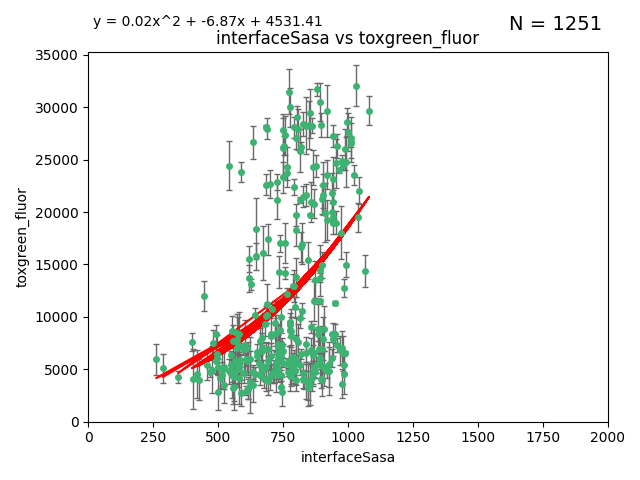 y = 0.02x^2 + -6.87x + 4531.41
N = 1251
interfaceSasa vs toxgreen_fluor
35000
30000
25000
20000
15000
10000
5000
0
toxgreen_fluor
0 250 500 750 1000 1250 1500 1750 2000
interfaceSasa